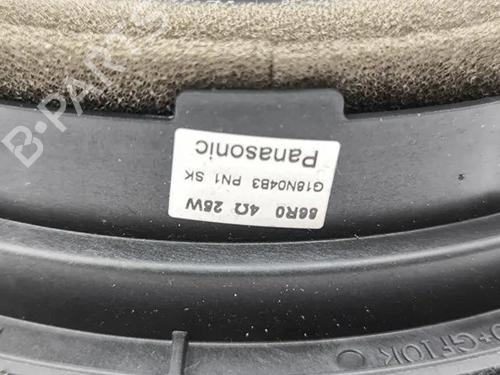 B-PARTS
86R0 4Ω 25W
G18N04B3 PN1 SK
Panasonic